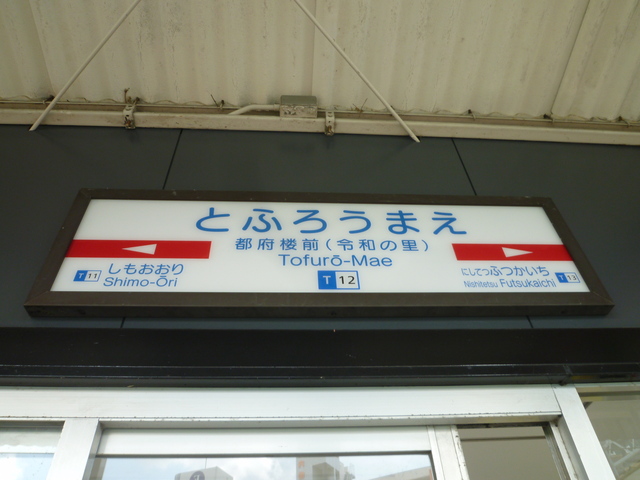 とふろうまえ
都府楼前(令和の里)
Tofurō-Mae
T 12
しもおおり
T 11 Shimo-Ōri
にしてつふつかいち
Nishitetsu Futsukaichi T 13